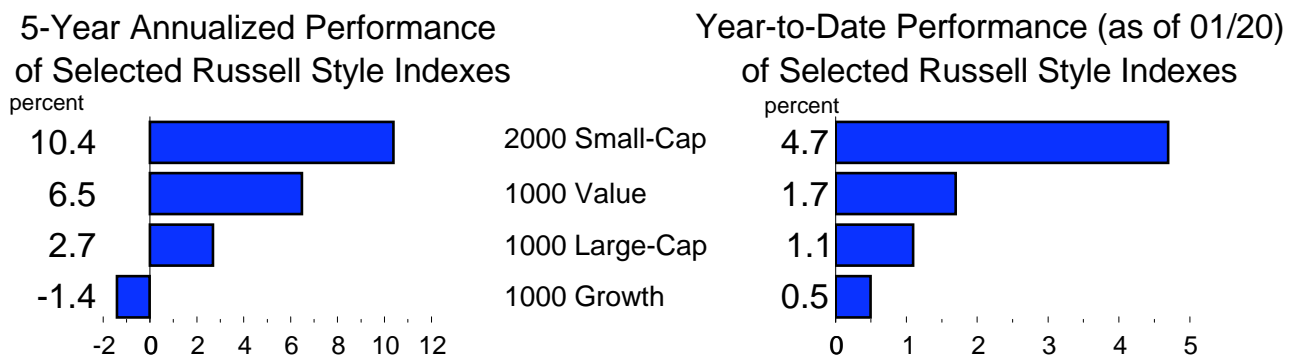 5-Year Annualized Performance
of Selected Russell Style Indexes
percent
10.4
6.5
2.7
-1.4
-2 0 2 4 6 8 10 12
2000 Small-Cap
1000 Value
1000 Large-Cap
1000 Growth
Year-to-Date Performance (as of 01/20)
of Selected Russell Style Indexes
percent
4.7
1.7
1.1
0.5
0 1 2 3 4 5